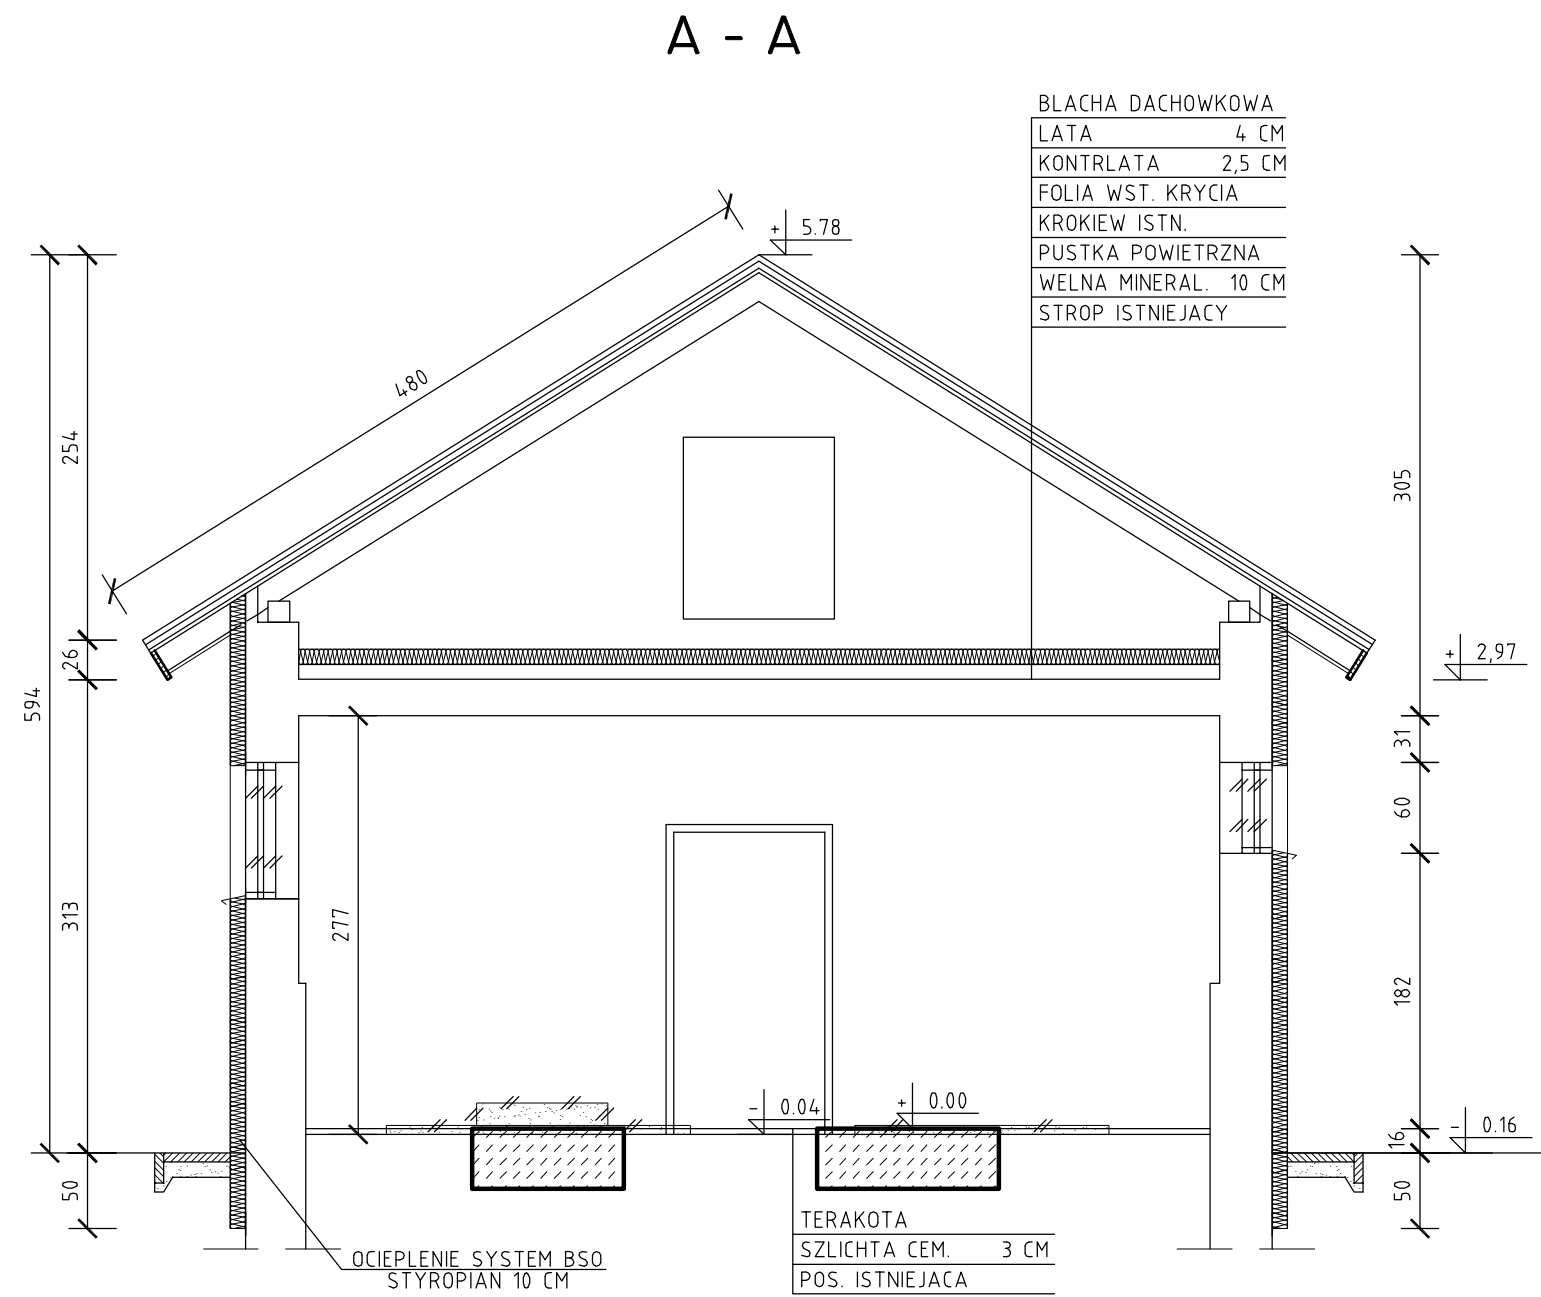 A - A
BLACHA DACHOWKOWA
LATA 4 CM
KONTRLATA 2,5 CM
FOLIA WST. KRYCIA
KROKIEW ISTN.
PUSTKA POWIETRZNA
WELNA MINERAL. 10 CM
STROP ISTNIEJACY
+ 5.78
480
254
305
26
+ 2,97
594
31
60
313
277
182
- 0.04
+ 0.00
- 0.16
16
50
50
TERAKOTA
SZLICHTA CEM. 3 CM
POS. ISTNIEJACA
OCIEPLENIE SYSTEM BSO
STYROPIAN 10 CM